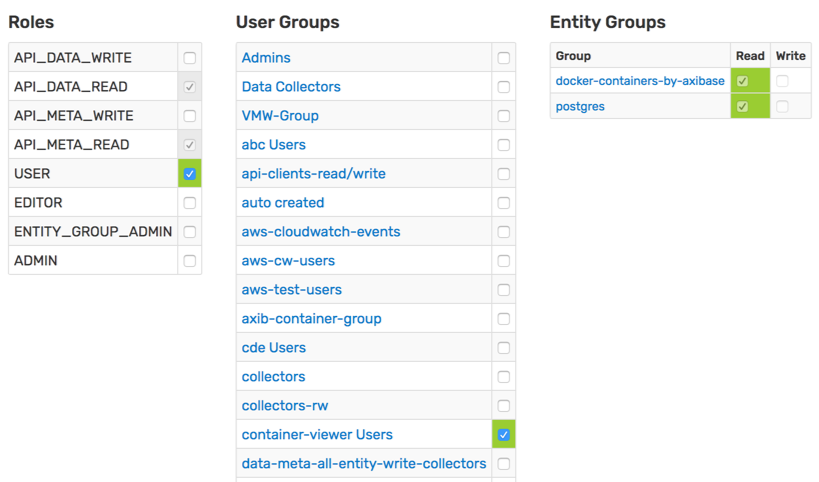 Roles
API_DATA_WRITE
API_DATA_READ
API_META_WRITE
API_META_READ
USER
EDITOR
ENTITY_GROUP_ADMIN
ADMIN
User Groups
Admins
Data Collectors
VMW-Group
abc Users
api-clients-read/write
auto created
aws-cloudwatch-events
aws-cw-users
aws-test-users
axib-container-group
cde Users
collectors
collectors-rw
container-viewer Users
data-meta-all-entity-write-collectors
Entity Groups
Group Read Write
docker-containers-by-axibase
postgres